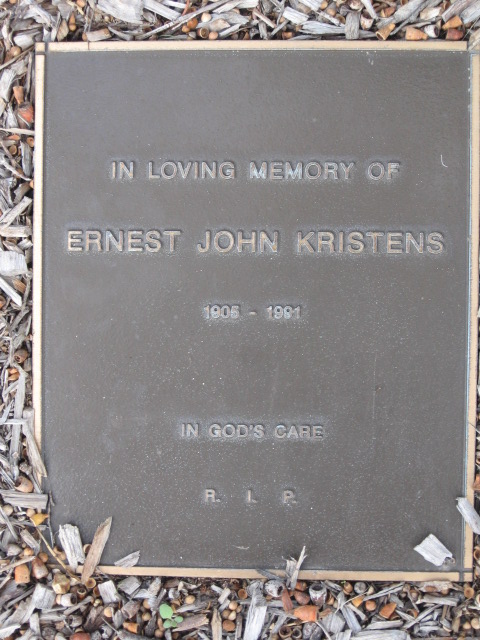 IN LOVING MEMORY OF
ERNEST JOHN KRISTENS
1905 - 1991
IN GOD'S CARE
R. I. P.